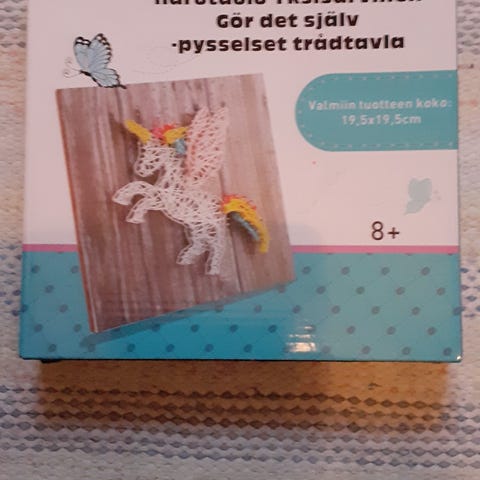 Gör det själv
-pysselset trådtavla
Valmiin tuotteen koko:
19,5x19,5cm
8+